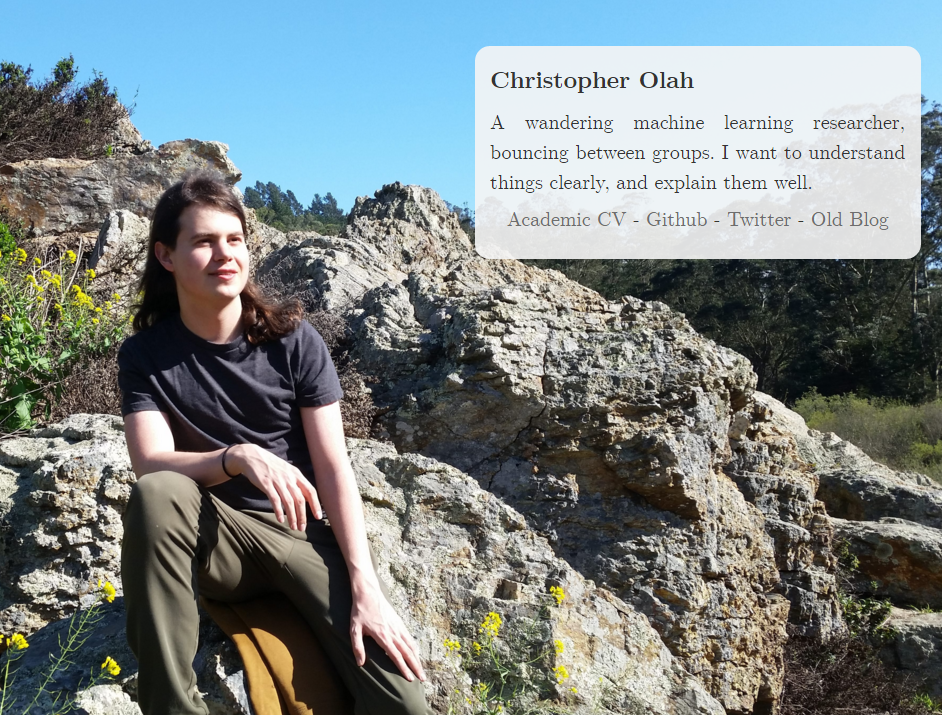 Christopher Olah
A wandering machine learning researcher,
bouncing between groups. I want to understand
things clearly, and explain them well.
Academic CV - Github - Twitter - Old Blog